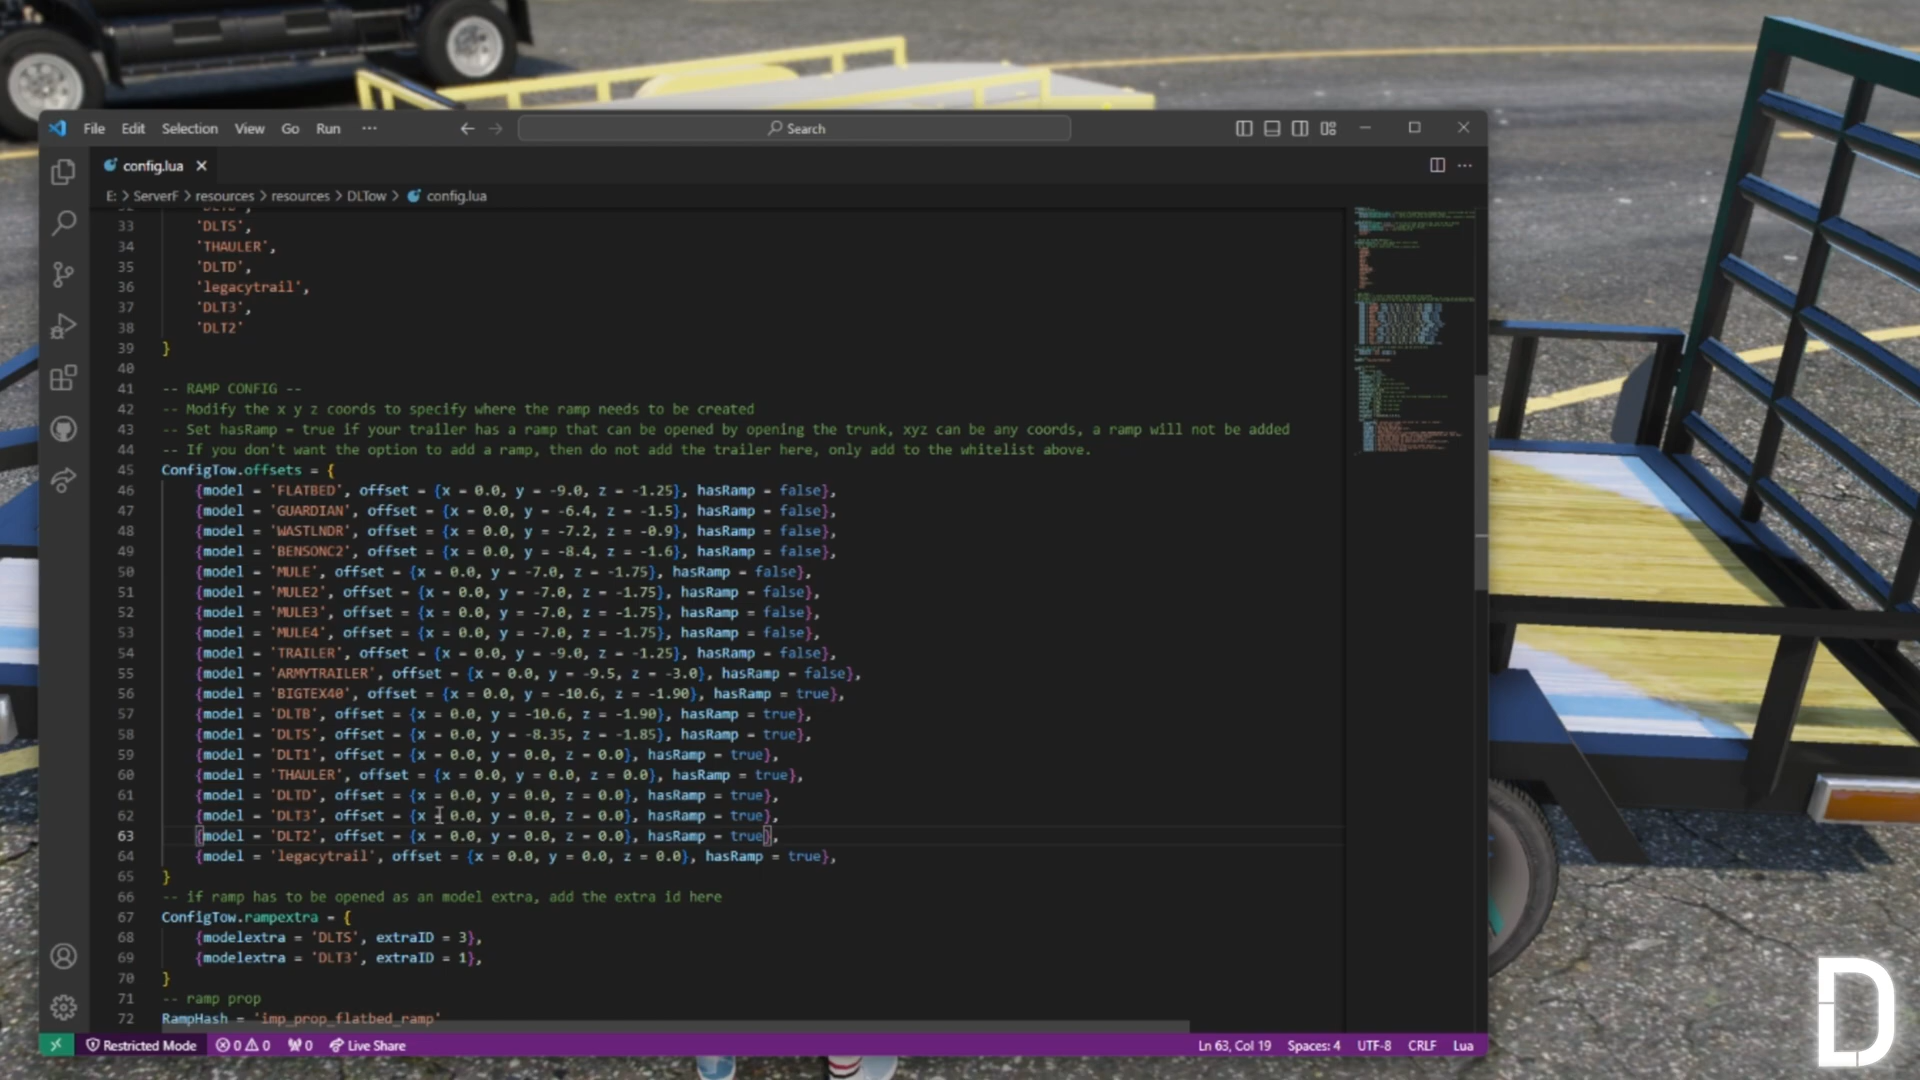 File Edit Selection View Go Run ··· Search
config.lua
E: > ServerF > resources > resources > DLTow > config.lua
33 'DLTS',
34 'THAULER',
35 'DLTD',
36 'legacytrail',
37 'DLT3',
38 'DLT2'
39 }
40
41 -- RAMP CONFIG --
42 -- Modify the x y z coords to specify where the ramp needs to be created
43 -- Set hasRamp = true if your trailer has a ramp that can be opened by opening the trunk, xyz can be any coords, a ramp will not be added
44 -- If you don't want the option to add a ramp, then do not add the trailer here, only add to the whitelist above.
45 ConfigTow.offsets = {
46 {model = 'FLATBED', offset = {x = 0.0, y = -9.0, z = -1.25}, hasRamp = false},
47 {model = 'GUARDIAN', offset = {x = 0.0, y = -6.4, z = -1.5}, hasRamp = false},
48 {model = 'WASTLNDR', offset = {x = 0.0, y = -7.2, z = -0.9}, hasRamp = false},
49 {model = 'BENSONC2', offset = {x = 0.0, y = -8.4, z = -1.6}, hasRamp = false},
50 {model = 'MULE', offset = {x = 0.0, y = -7.0, z = -1.75}, hasRamp = false},
51 {model = 'MULE2', offset = {x = 0.0, y = -7.0, z = -1.75}, hasRamp = false},
52 {model = 'MULE3', offset = {x = 0.0, y = -7.0, z = -1.75}, hasRamp = false},
53 {model = 'MULE4', offset = {x = 0.0, y = -7.0, z = -1.75}, hasRamp = false},
54 {model = 'TRAILER', offset = {x = 0.0, y = -9.0, z = -1.25}, hasRamp = false},
55 {model = 'ARMYTRAILER', offset = {x = 0.0, y = -9.5, z = -3.0}, hasRamp = false},
56 {model = 'BIGTEX40', offset = {x = 0.0, y = -10.6, z = -1.90}, hasRamp = true},
57 {model = 'DLTB', offset = {x = 0.0, y = -10.6, z = -1.90}, hasRamp = true},
58 {model = 'DLTS', offset = {x = 0.0, y = -8.35, z = -1.85}, hasRamp = true},
59 {model = 'DLT1', offset = {x = 0.0, y = 0.0, z = 0.0}, hasRamp = true},
60 {model = 'THAULER', offset = {x = 0.0, y = 0.0, z = 0.0}, hasRamp = true},
61 {model = 'DLTD', offset = {x = 0.0, y = 0.0, z = 0.0}, hasRamp = true},
62 {model = 'DLT3', offset = {x = 0.0, y = 0.0, z = 0.0}, hasRamp = true},
63 {model = 'DLT2', offset = {x = 0.0, y = 0.0, z = 0.0}, hasRamp = true},
64 {model = 'legacytrail', offset = {x = 0.0, y = 0.0, z = 0.0}, hasRamp = true},
65 }
66 -- if ramp has to be opened as an model extra, add the extra id here
67 ConfigTow.rampextra = {
68 {modelextra = 'DLTS', extraID = 3},
69 {modelextra = 'DLT3', extraID = 1},
70 }
71 -- ramp prop
72 RampHash = 'imp_prop_flatbed_ramp'
Restricted Mode 0 0 0 Live Share Ln 63, Col 19 Spaces: 4 UTF-8 CRLF Lua
D